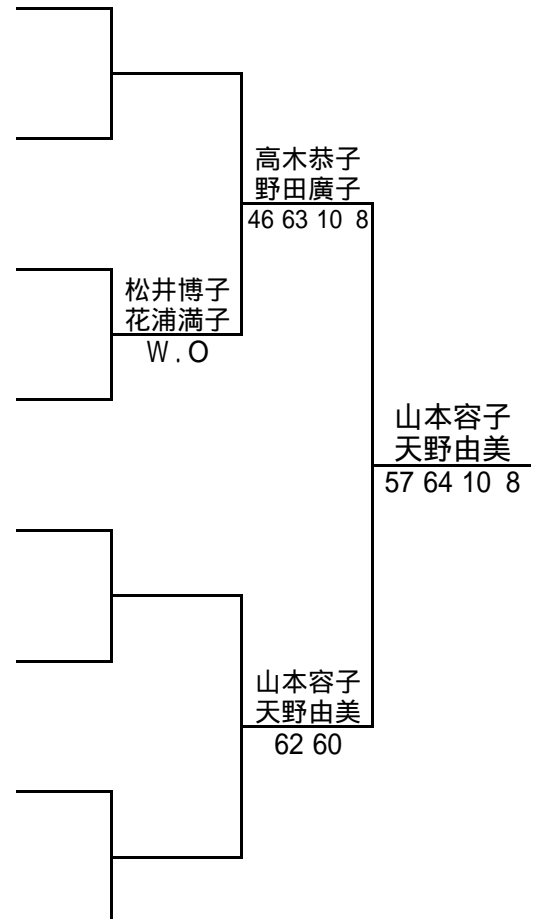 高木恭子
野田廣子
46 63 10 8
松井博子
花浦満子
W.O
山本容子
天野由美
57 64 10 8
山本容子
天野由美
62 60